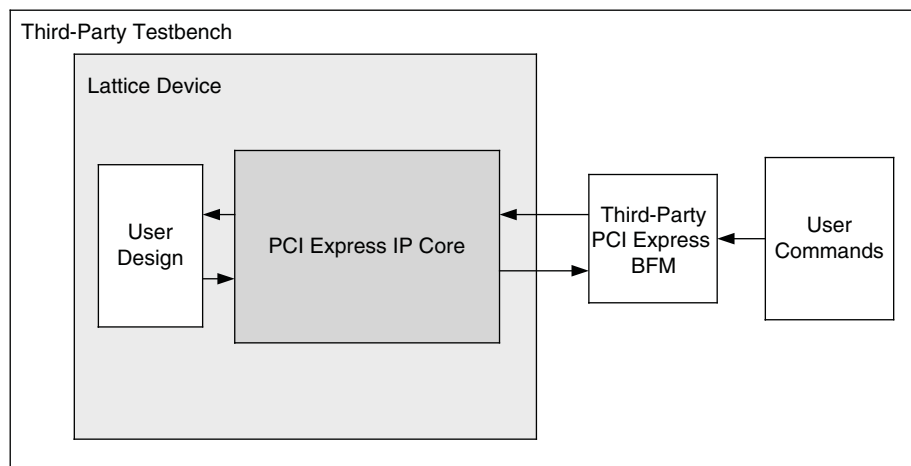 Third-Party Testbench
Lattice Device
User
Design
PCI Express IP Core
Third-Party
PCI Express
BFM
User
Commands